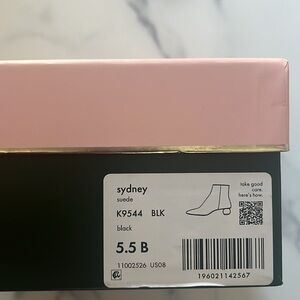 sydney
suede
K9544 BLK
black
5.5 B
11002526 US08
take good
care.
here's how.
196021142567